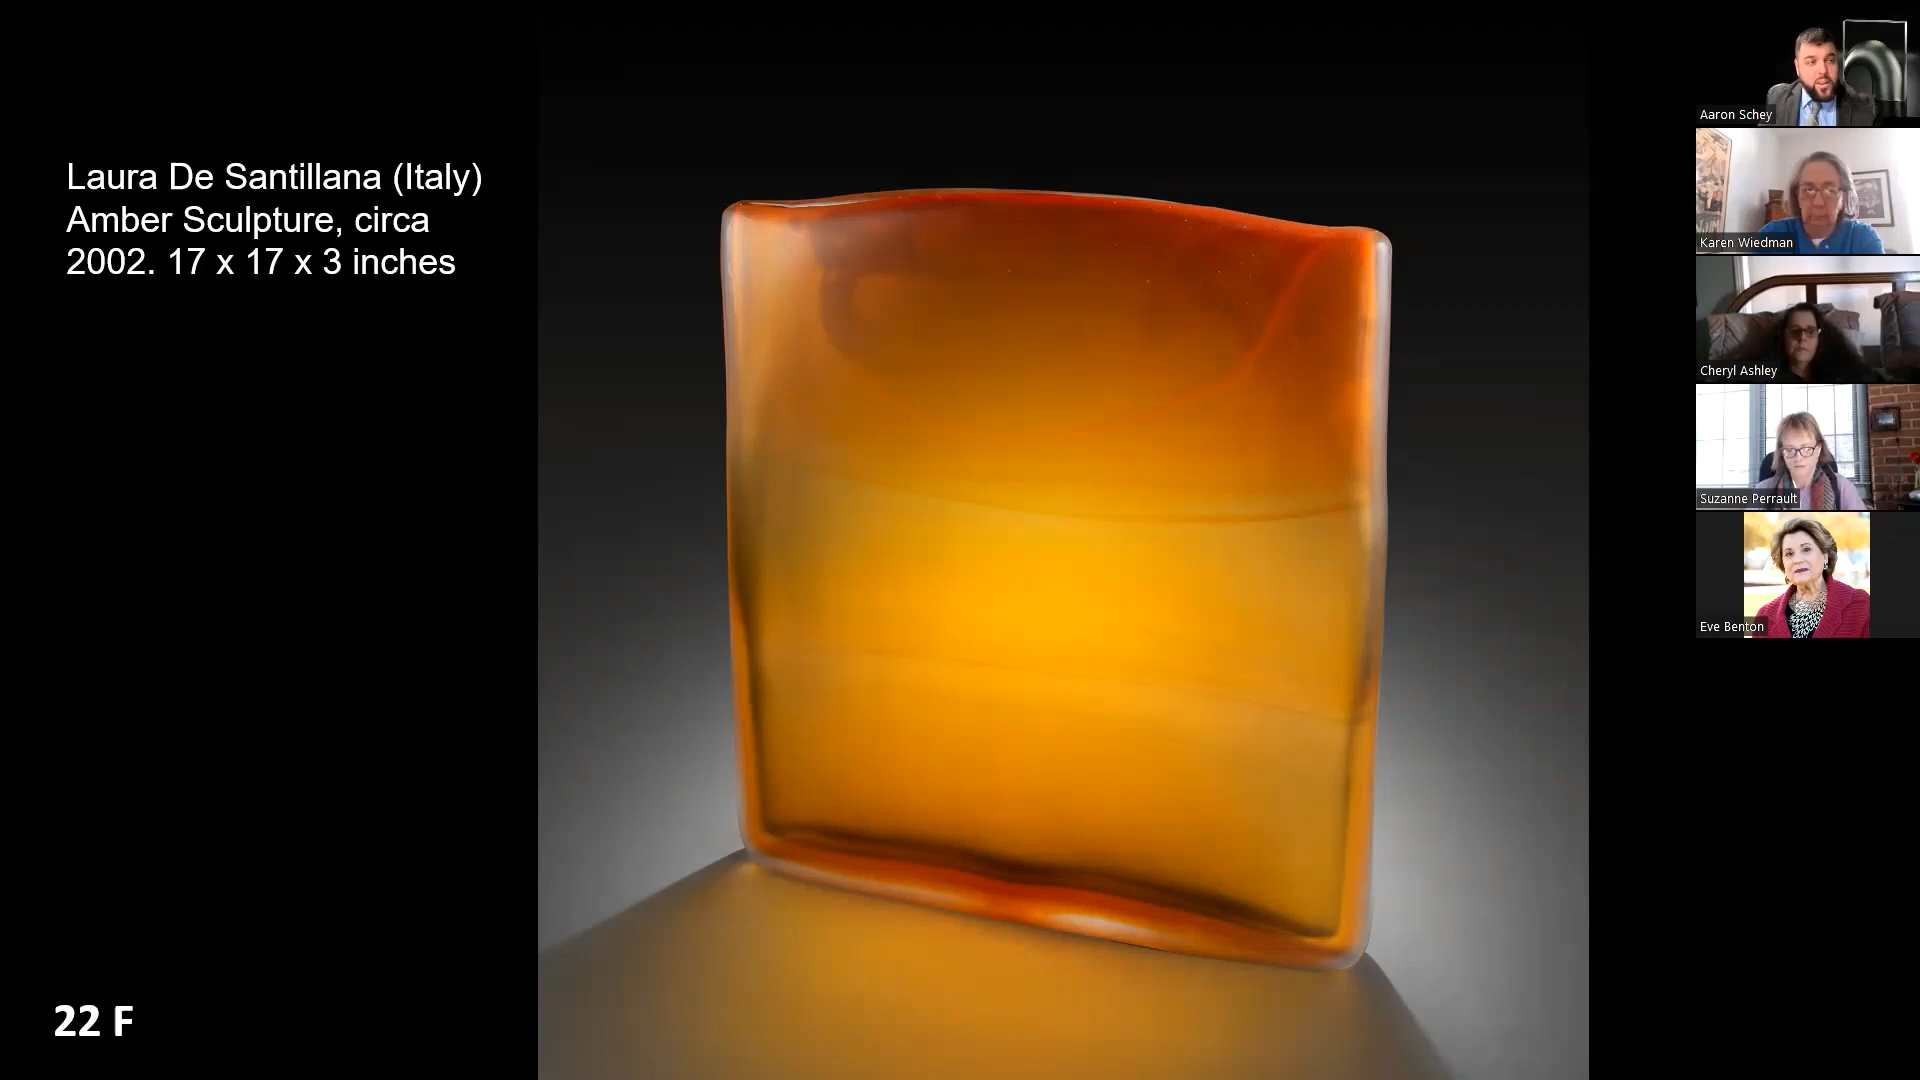 Laura De Santillana (Italy)
Amber Sculpture, circa
2002. 17 x 17 x 3 inches
22 F
Aaron Schey
Karen Wiedman
Cheryl Ashley
Suzanne Perrault
Eve Benton